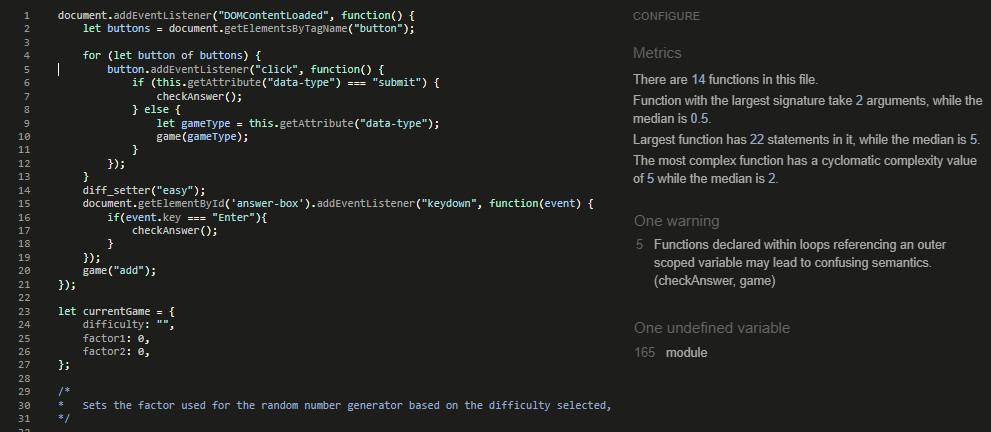 1 document.addEventListener("DOMContentLoaded", function() {
2 let buttons = document.getElementsByTagName("button");
3
4 for (let button of buttons) {
5 button.addEventListener("click", function() {
6 if (this.getAttribute("data-type") === "submit") {
7 checkAnswer();
8 } else {
9 let gameType = this.getAttribute("data-type");
10 game(gameType);
11 }
12 });
13 }
14 diff_setter("easy");
15 document.getElementById('answer-box').addEventListener("keydown", function(event) {
16 if(event.key === "Enter"){
17 checkAnswer();
18 }
19 });
20 game("add");
21 });
22
23 let currentGame = {
24 difficulty: "",
25 factor1: 0,
26 factor2: 0,
27 };
28
29 /*
30 * Sets the factor used for the random number generator based on the difficulty selected,
31 */
CONFIGURE
Metrics
There are 14 functions in this file.
Function with the largest signature take 2 arguments, while the
median is 0.5.
Largest function has 22 statements in it, while the median is 5.
The most complex function has a cyclomatic complexity value
of 5 while the median is 2.
One warning
5 Functions declared within loops referencing an outer
scoped variable may lead to confusing semantics.
(checkAnswer, game)
One undefined variable
165 module